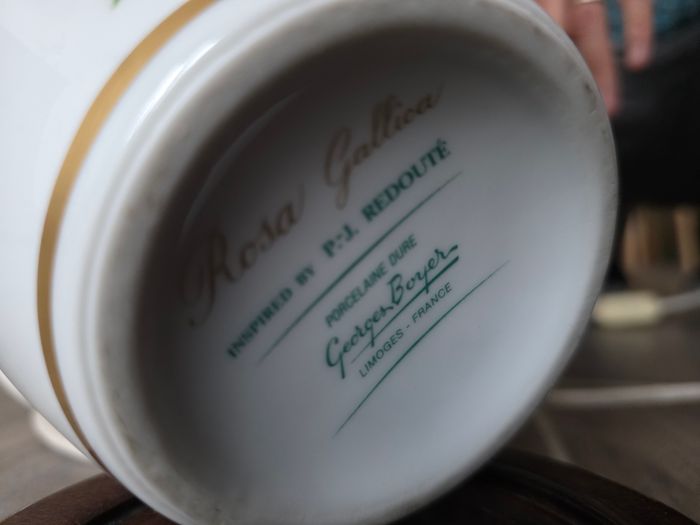 Rosa Gallica
INSPIRED BY P.-J. REDOUTÉ
PORCELAINE DURE
Georges Boyer
LIMOGES - FRANCE